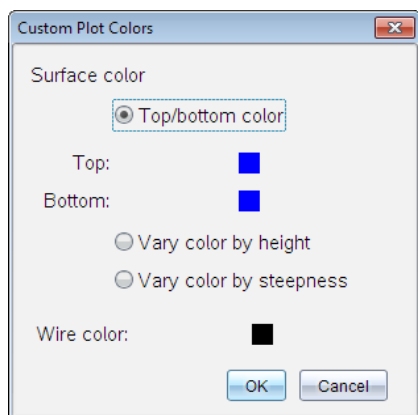 Custom Plot Colors
Surface color
Top/bottom color
Top:
Bottom:
Vary color by height
Vary color by steepness
Wire color:
OK Cancel